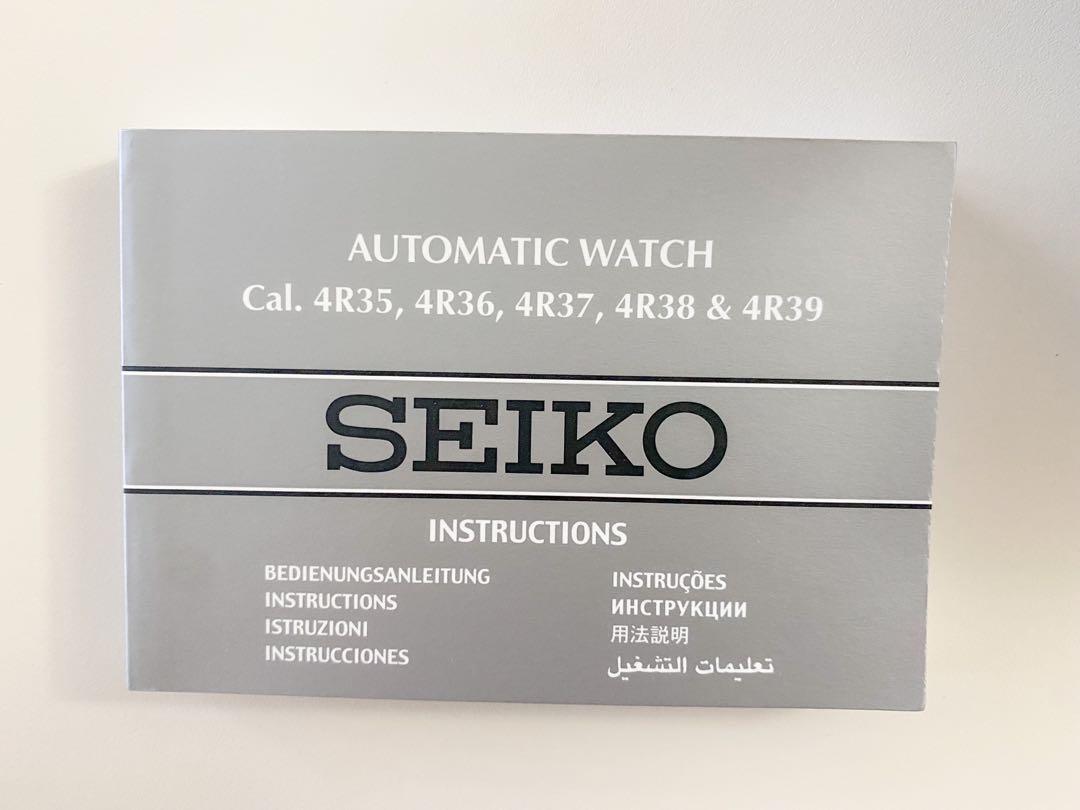 AUTOMATIC WATCH
Cal. 4R35, 4R36, 4R37, 4R38 & 4R39
SEIKO
INSTRUCTIONS
BEDIENUNGSANLEITUNG
INSTRUCTIONS
ISTRUZIONI
INSTRUCCIONES
INSTRUÇÕES
ИНСТРУКЦИИ
用法説明
تعليمات التشغيل